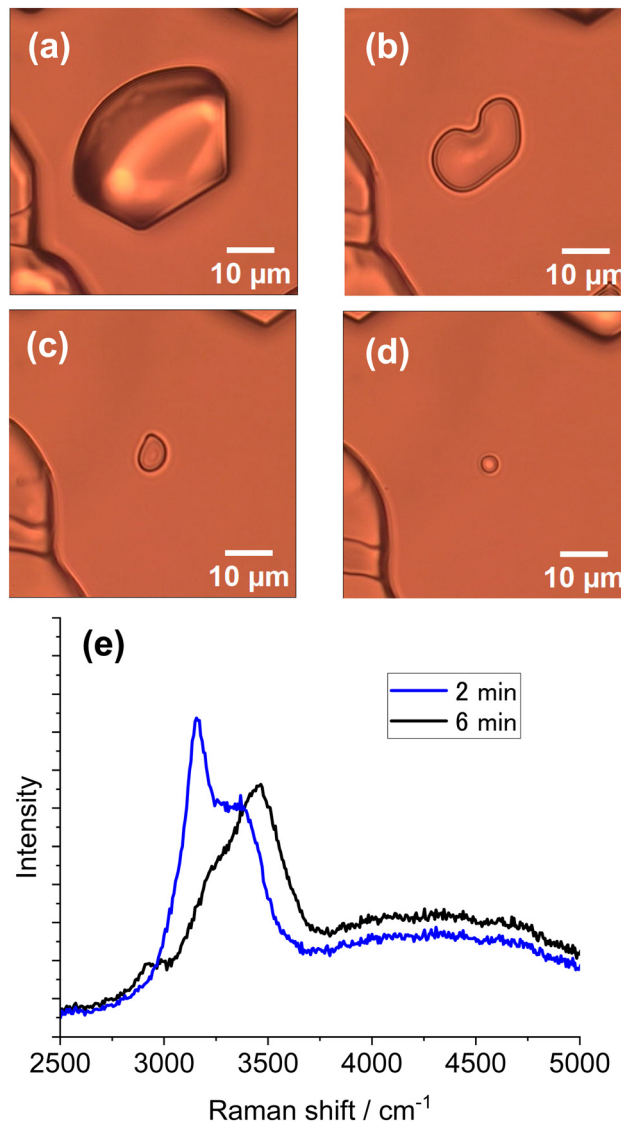 (a)
10 μm
(b)
10 μm
(c)
10 μm
(d)
10 μm
(e)
2 min
6 min
Intensity
2500 3000 3500 4000 4500 5000
Raman shift / cm⁻¹